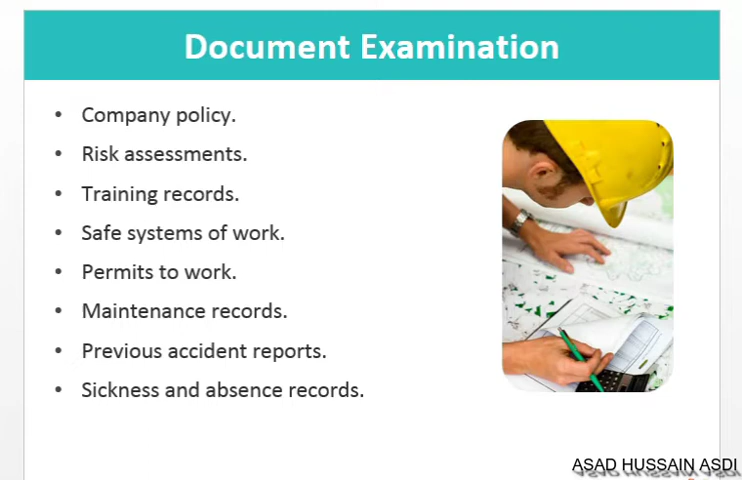 Document Examination
• Company policy.
• Risk assessments.
• Training records.
• Safe systems of work.
• Permits to work.
• Maintenance records.
• Previous accident reports.
• Sickness and absence records.
ASAD HUSSAIN ASDI